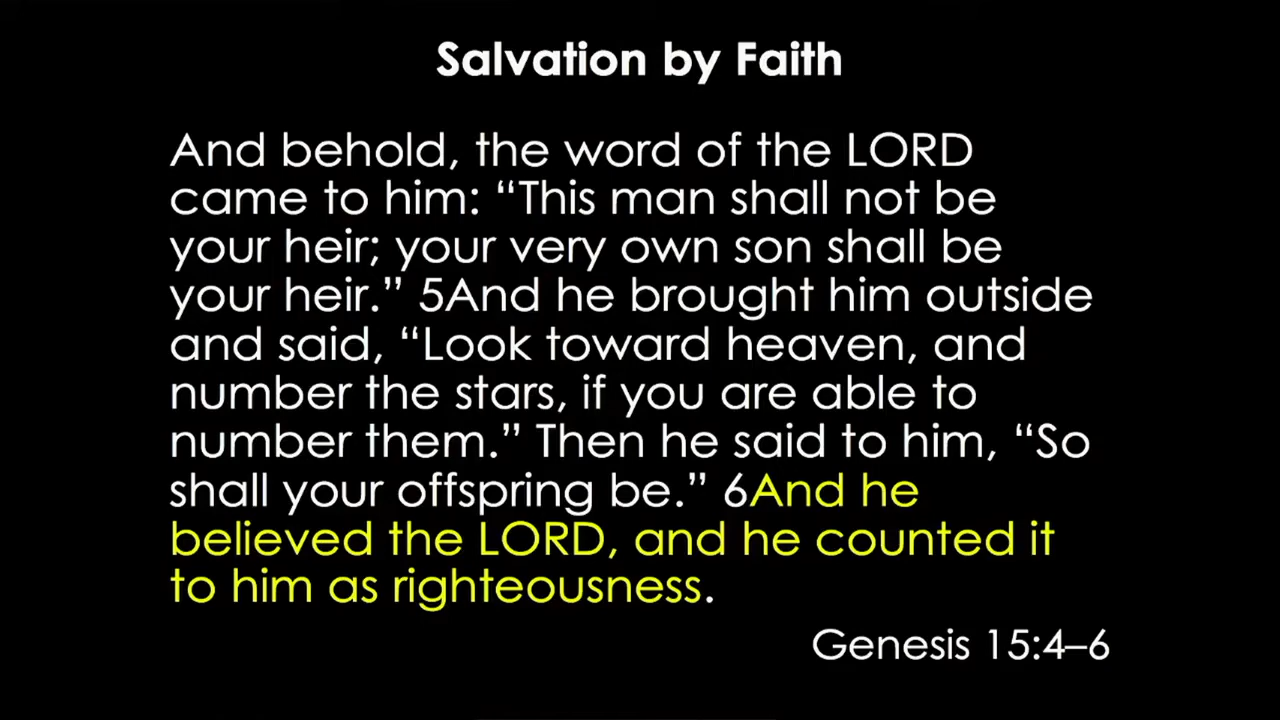 Salvation by Faith
And behold, the word of the LORD
came to him: “This man shall not be
your heir; your very own son shall be
your heir.” 5And he brought him outside
and said, “Look toward heaven, and
number the stars, if you are able to
number them.” Then he said to him, “So
shall your offspring be.” 6And he
believed the LORD, and he counted it
to him as righteousness.
Genesis 15:4–6